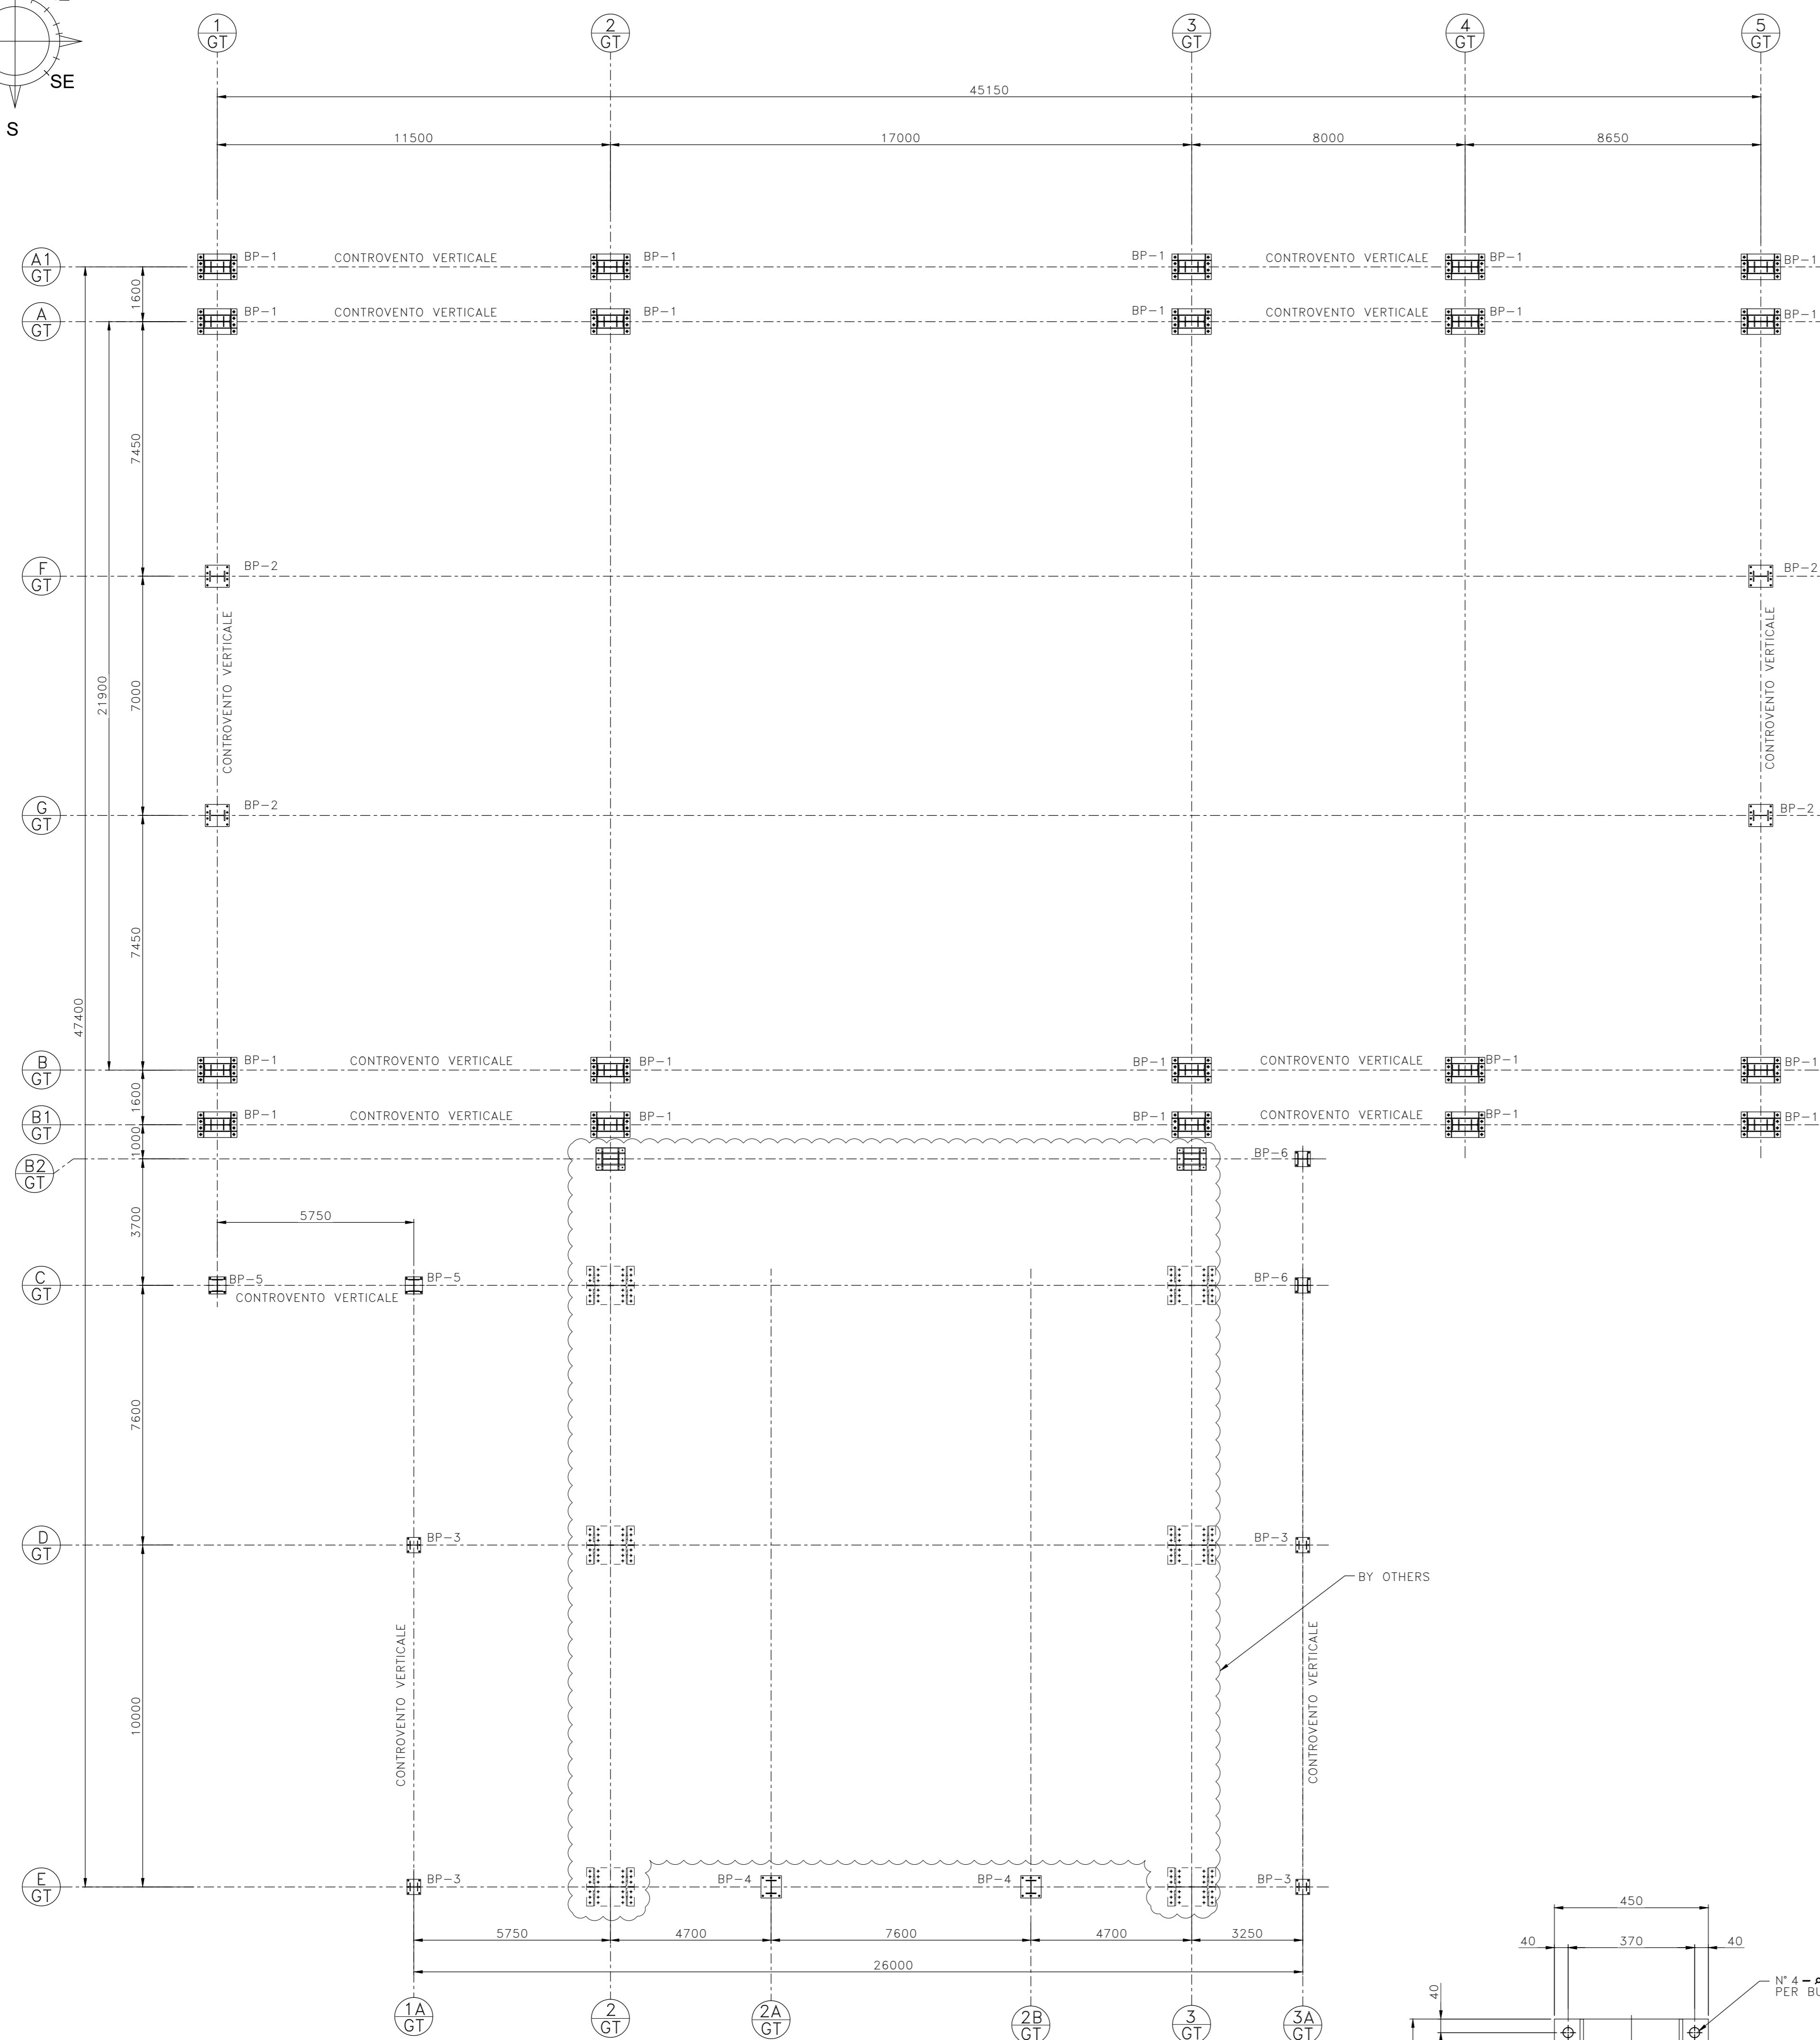 SE
S
1
GT
2
GT
3
GT
4
GT
5
GT
45150
11500
17000
8000
8650
A1
GT
BP-1
CONTROVENTO VERTICALE
BP-1
BP-1
CONTROVENTO VERTICALE
BP-1
BP-1
1600
A
GT
BP-1
CONTROVENTO VERTICALE
BP-1
BP-1
CONTROVENTO VERTICALE
BP-1
BP-1
7450
F
GT
BP-2
BP-2
CONTROVENTO VERTICALE
CONTROVENTO VERTICALE
21900
7000
G
GT
BP-2
BP-2
7450
47400
B
GT
BP-1
CONTROVENTO VERTICALE
BP-1
BP-1
CONTROVENTO VERTICALE
BP-1
BP-1
1600
B1
GT
BP-1
CONTROVENTO VERTICALE
BP-1
BP-1
CONTROVENTO VERTICALE
BP-1
BP-1
1000
B2
GT
BP-6
3700
5750
C
GT
BP-5
BP-5
CONTROVENTO VERTICALE
BP-6
7600
D
GT
BP-3
BP-3
BY OTHERS
CONTROVENTO VERTICALE
CONTROVENTO VERTICALE
10000
E
GT
BP-3
BP-4
BP-4
BP-3
5750
4700
7600
4700
3250
26000
1A
GT
2
GT
2A
GT
2B
GT
3
GT
3A
GT
450
40
370
40
40
N° 4
PER